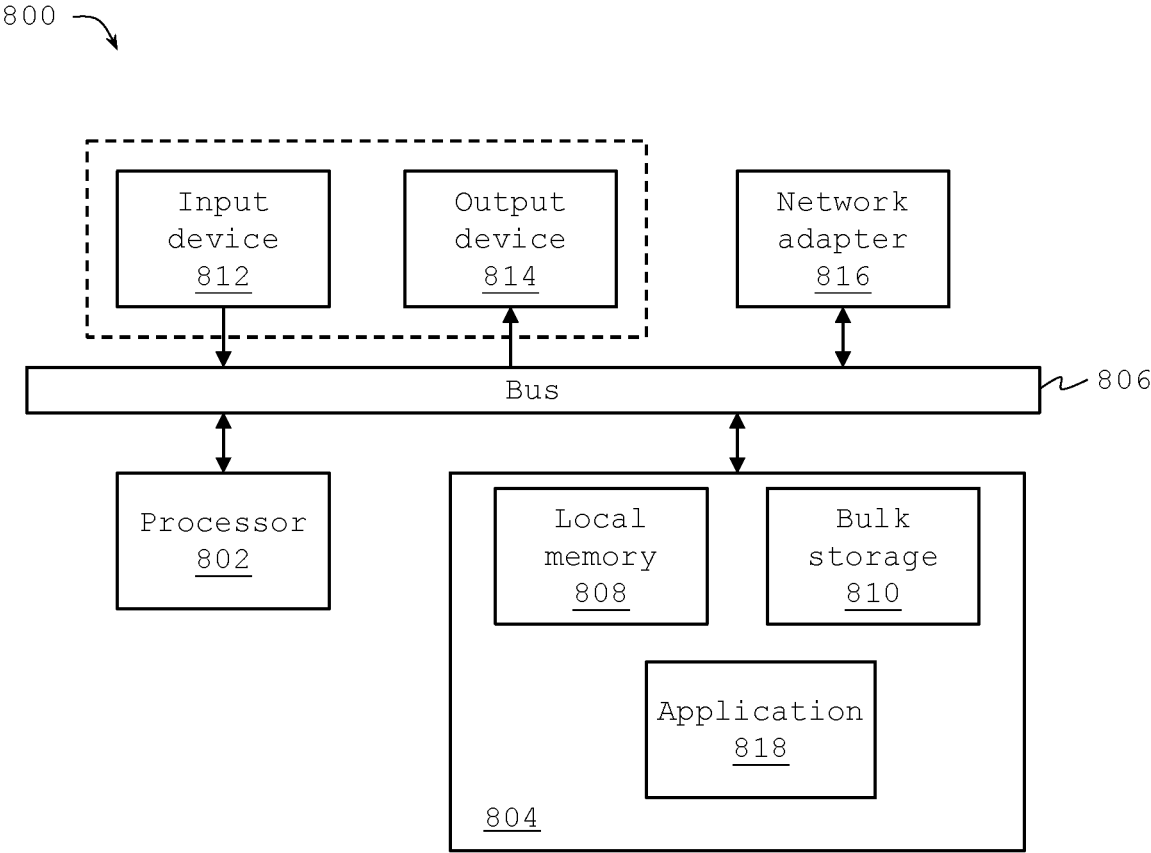 800
Input
device
812
Output
device
814
Network
adapter
816
Bus
806
Processor
802
Local
memory
808
Bulk
storage
810
Application
818
804